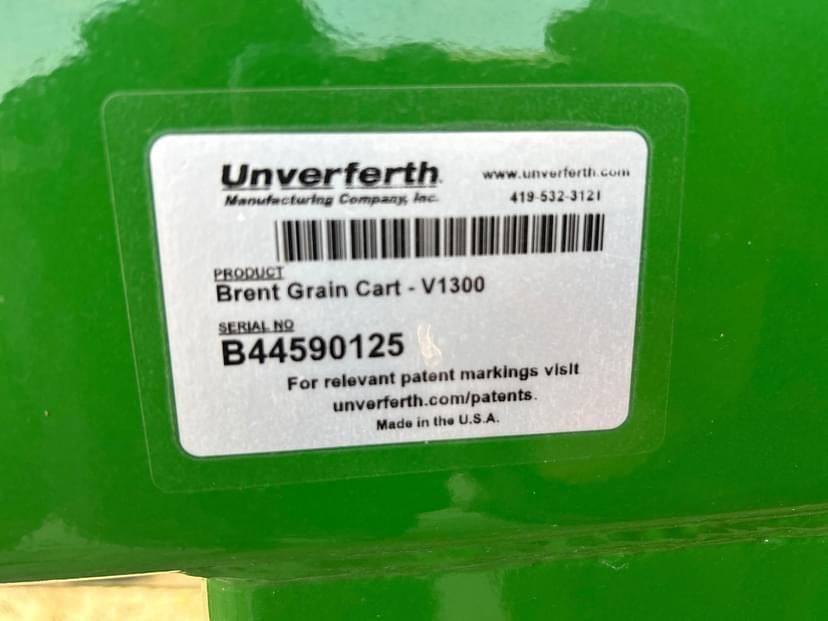 Unverferth
Manufacturing Company, Inc.
www.unverferth.com
419-532-3121
PRODUCT
Brent Grain Cart - V1300
SERIAL NO
B44590125
For relevant patent markings visit
unverferth.com/patents.
Made in the U.S.A.